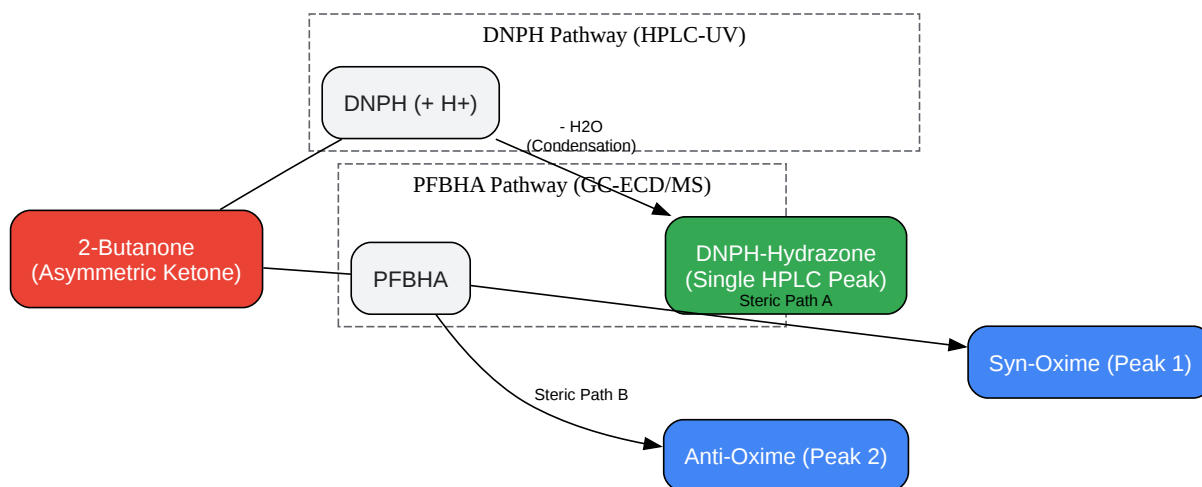 DNPH Pathway (HPLC-UV)
DNPH (+ H+)
- H2O
(Condensation)
PFBHA Pathway (GC-ECD/MS)
2-Butanone
(Asymmetric Ketone)
PFBHA
DNPH-Hydrazone
(Single HPLC Peak)
Steric Path A
Syn-Oxime (Peak 1)
Steric Path B
Anti-Oxime (Peak 2)